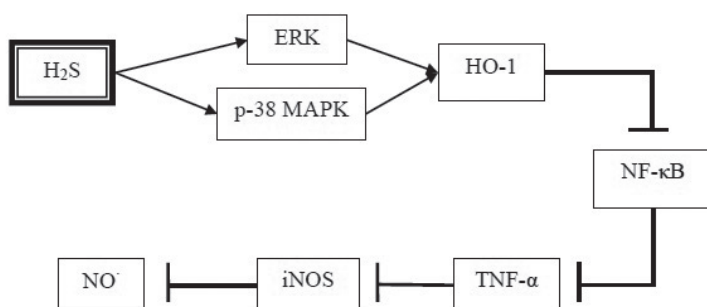 ERK
H₂S
HO-1
p-38 MAPK
NF-κB
NO˙
iNOS
TNF-α